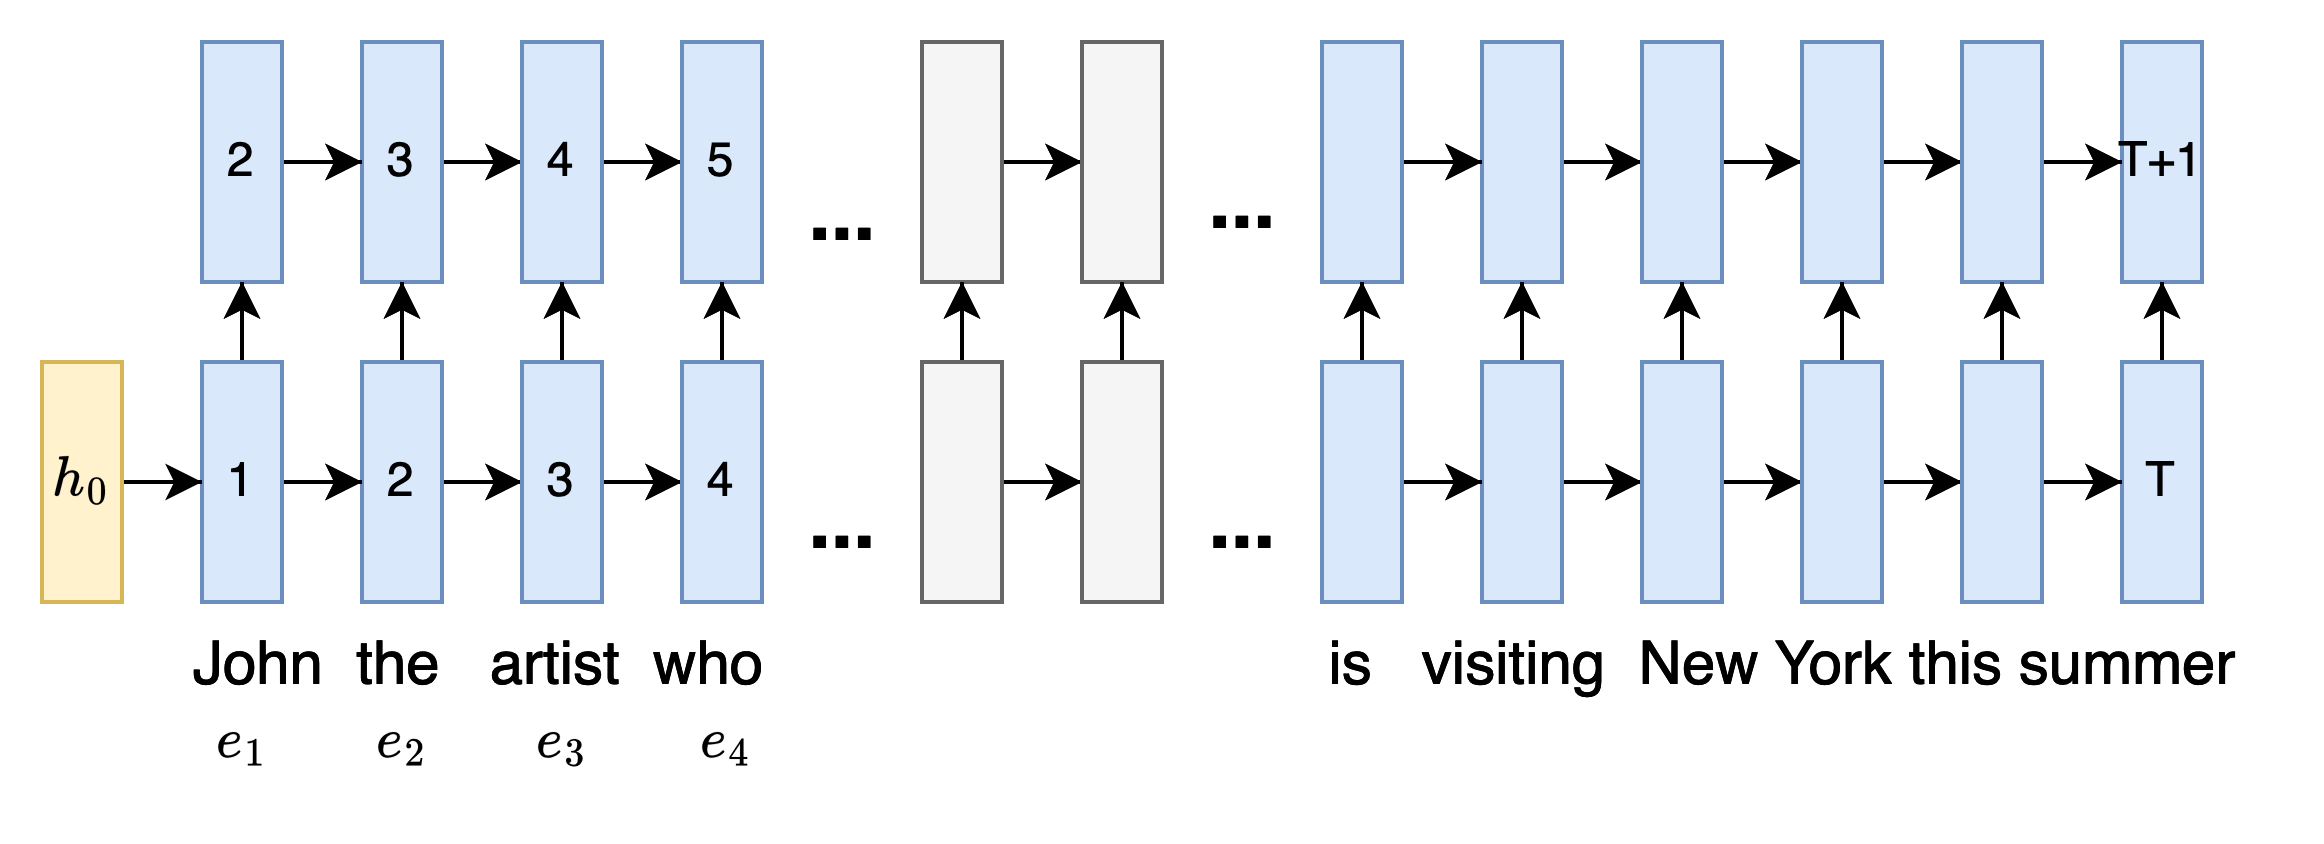 2 3 4 5 T+1
... ...
h₀ 1 2 3 4 T
... ...
John the artist who is visiting New York this summer
e₁ e₂ e₃ e₄